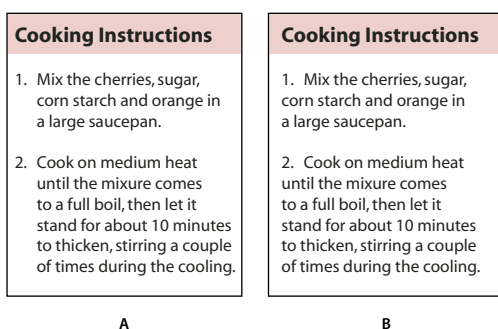 Cooking Instructions
1. Mix the cherries, sugar,
corn starch and orange in
a large saucepan.
2. Cook on medium heat
until the mixure comes
to a full boil, then let it
stand for about 10 minutes
to thicken, stirring a couple
of times during the cooling.
A
Cooking Instructions
1. Mix the cherries, sugar,
corn starch and orange in
a large saucepan.
2. Cook on medium heat
until the mixure comes
to a full boil, then let it
stand for about 10 minutes
to thicken, stirring a couple
of times during the cooling.
B